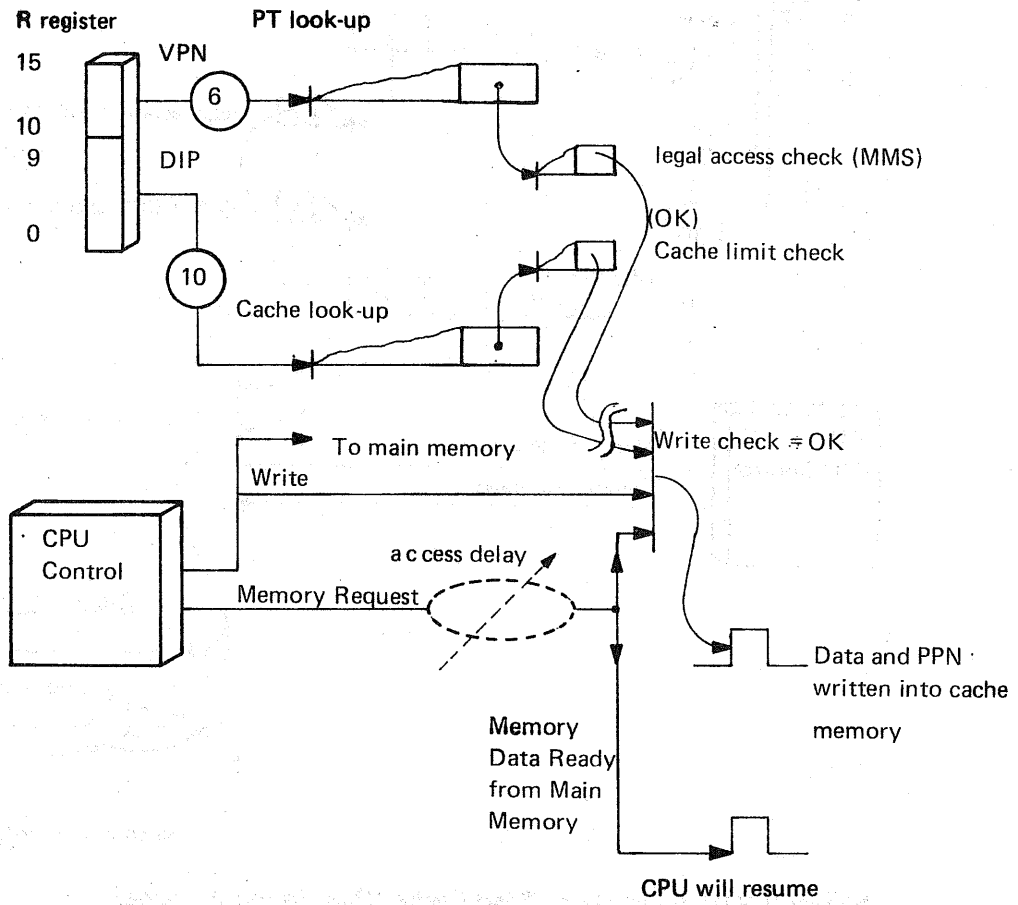 R register
PT look-up
15
VPN
6
10
9
DIP
legal access check (MMS)
0
(OK)
Cache limit check
10
Cache look-up
To main memory
Write check = OK
Write
CPU
Control
access delay
Memory Request
Data and PPN
written into cache
memory
Memory
Data Ready
from Main
Memory
CPU will resume